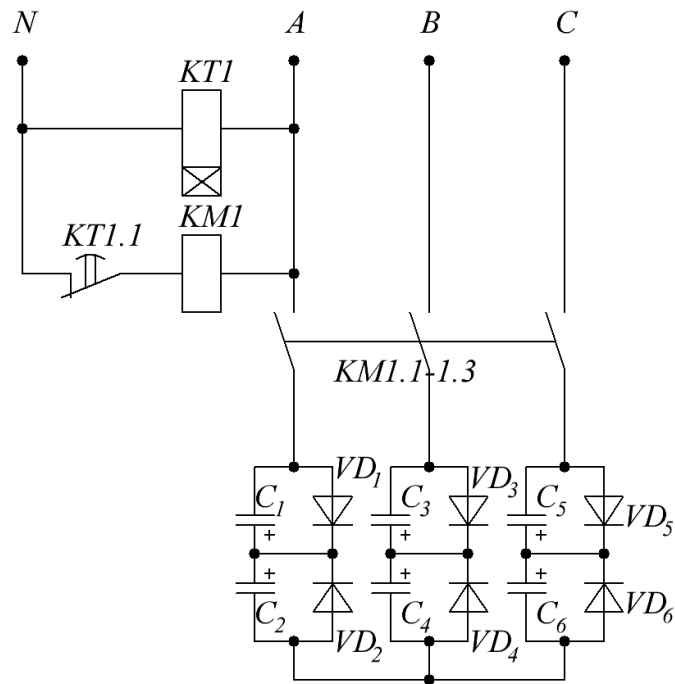 N A B C
KT1
KM1
KT1.1
KM1.1-1.3
C1 VD1 C3 VD3 C5 VD5
+ + +
+ + +
C2 VD2 C4 VD4 C6 VD6